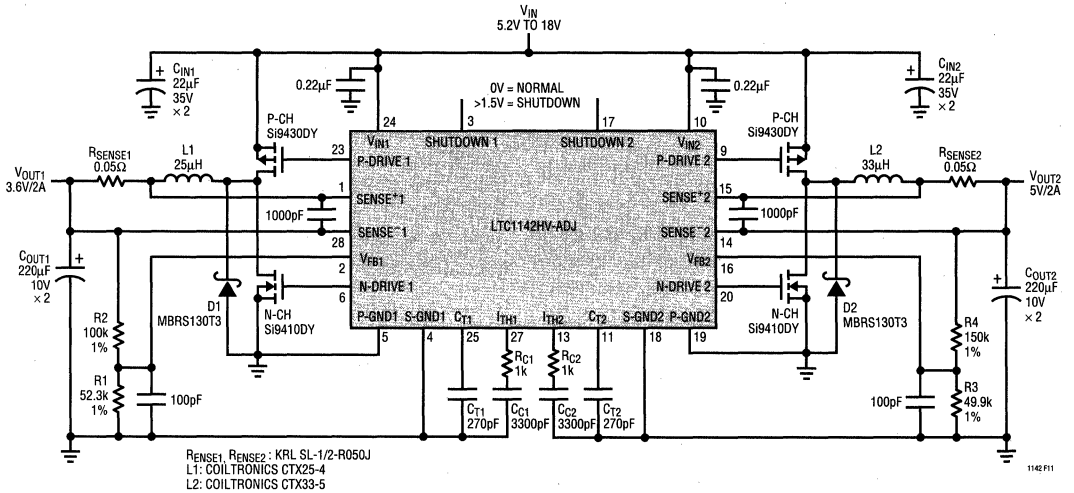 VIN
5.2V TO 18V
CIN1
22µF
35V
× 2
0.22µF
0V = NORMAL
>1.5V = SHUTDOWN
0.22µF
CIN2
22µF
35V
× 2
P-CH
Si9430DY
24
3
17
10
P-CH
Si9430DY
VIN1
SHUTDOWN 1
SHUTDOWN 2
VIN2
RSENSE1
0.05Ω
L1
25µH
23
P-DRIVE 1
P-DRIVE 2
9
L2
33µH
RSENSE2
0.05Ω
VOUT1
3.6V/2A
1
SENSE+1
SENSE+2
15
VOUT2
5V/2A
1000pF
LTC1142HV-ADJ
1000pF
SENSE–1
28
SENSE–2
14
COUT1
220µF
10V
× 2
VFB1
2
VFB2
16
COUT2
220µF
10V
× 2
N-DRIVE 1
6
N-DRIVE 2
20
D1
MBRS130T3
N-CH
Si9410DY
N-CH
Si9410DY
D2
MBRS130T3
P-GND1
S-GND1
CT1
ITH1
ITH2
CT2
S-GND2
P-GND2
5
4
25
27
13
11
18
19
R2
100k
1%
RC1
1k
RC2
1k
R4
150k
1%
R1
52.3k
1%
100pF
CT1
270pF
CC1
3300pF
CC2
3300pF
CT2
270pF
100pF
R3
49.9k
1%
RENSE1, RENSE2 : KRL SL-1/2-R050J
L1: COILTRONICS CTX25-4
L2: COILTRONICS CTX33-5
1142 F11